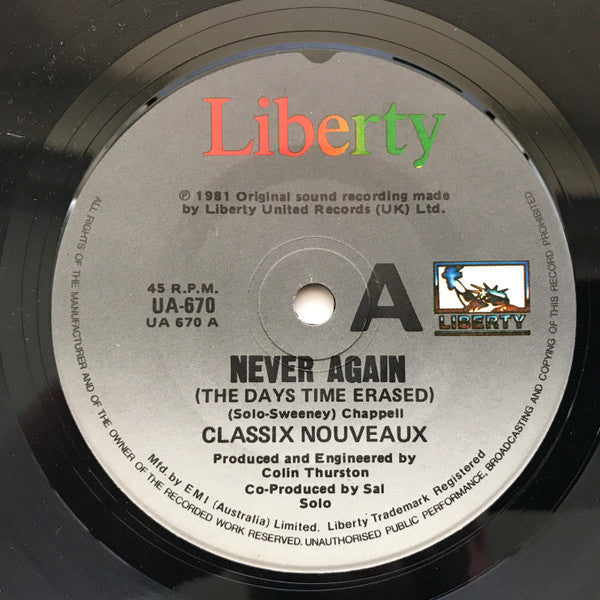 Liberty
℗ 1981 Original sound recording made
by Liberty United Records (UK) Ltd.
45 R.P.M.
UA-670
UA 670 A
A
LIBERTY
NEVER AGAIN
(THE DAYS TIME ERASED)
(Solo-Sweeney) Chappell
CLASSIX NOUVEAUX
Produced and Engineered by
Colin Thurston
Co-Produced by Sal
Solo
Mfd. by EMI (Australia) Limited. Liberty Trademark Registered
ALL RIGHTS OF THE MANUFACTURER AND OF THE OWNER OF THE RECORDED WORK RESERVED. UNAUTHORISED PUBLIC PERFORMANCE, BROADCASTING AND COPYING OF THIS RECORD PROHIBITED